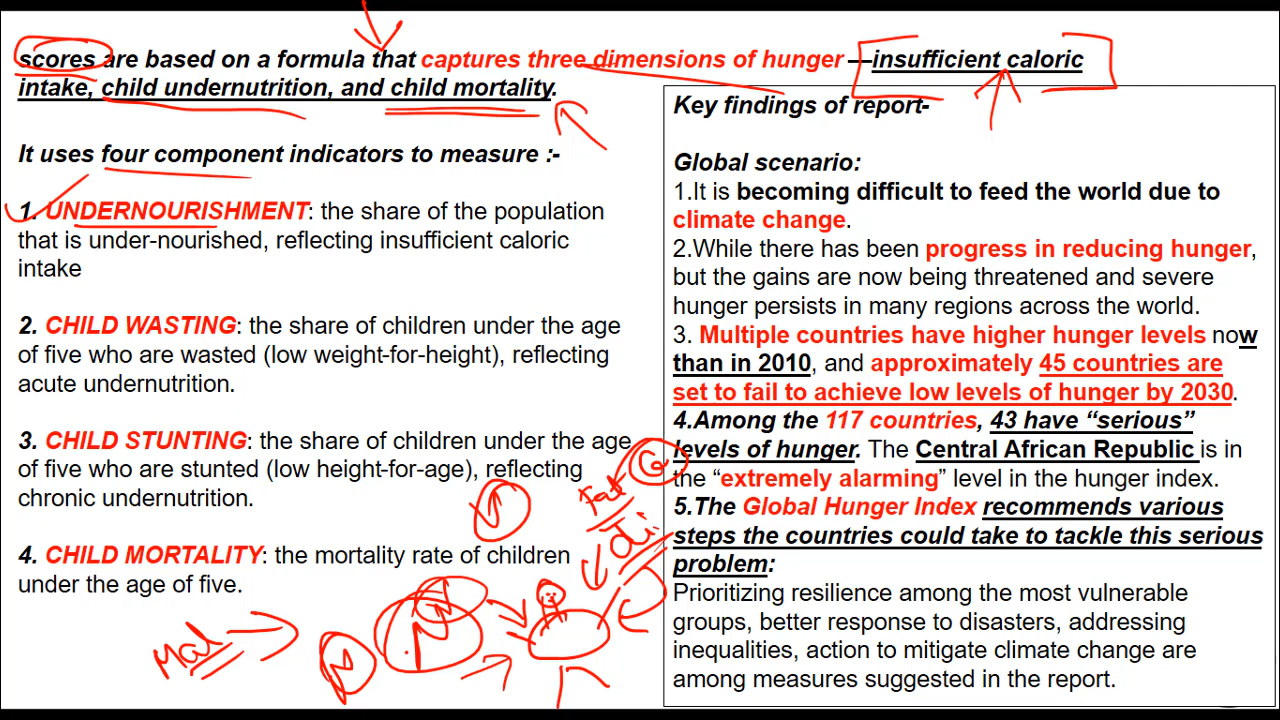 scores are based on a formula that captures three dimensions of hunger —insufficient caloric
intake, child undernutrition, and child mortality.
It uses four component indicators to measure :-
1. UNDERNOURISHMENT: the share of the population
that is under-nourished, reflecting insufficient caloric
intake
2. CHILD WASTING: the share of children under the age
of five who are wasted (low weight-for-height), reflecting
acute undernutrition.
3. CHILD STUNTING: the share of children under the age
of five who are stunted (low height-for-age), reflecting
chronic undernutrition.
4. CHILD MORTALITY: the mortality rate of children
under the age of five.
Mal
Fat
Key findings of report-
Global scenario:
1.It is becoming difficult to feed the world due to
climate change.
2.While there has been progress in reducing hunger,
but the gains are now being threatened and severe
hunger persists in many regions across the world.
3. Multiple countries have higher hunger levels now
than in 2010, and approximately 45 countries are
set to fail to achieve low levels of hunger by 2030.
4.Among the 117 countries, 43 have “serious”
levels of hunger. The Central African Republic is in
the “extremely alarming” level in the hunger index.
5.The Global Hunger Index recommends various
steps the countries could take to tackle this serious
problem:
Prioritizing resilience among the most vulnerable
groups, better response to disasters, addressing
inequalities, action to mitigate climate change are
among measures suggested in the report.